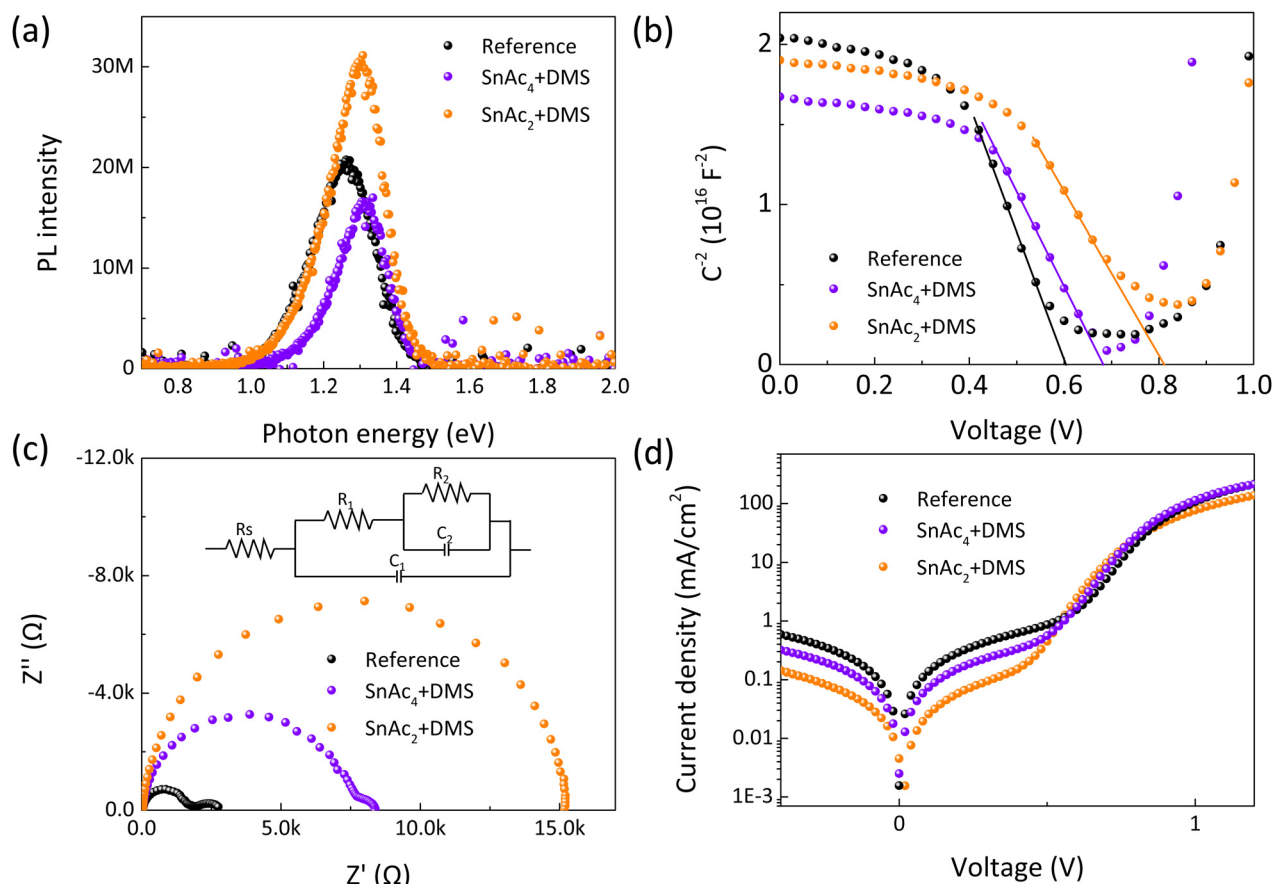 (a)
Reference
SnAc₄+DMS
SnAc₂+DMS
30M
20M
10M
0
0.8 1.0 1.2 1.4 1.6 1.8 2.0
PL intensity
Photon energy (eV)
(b)
2
1
0
0.0 0.2 0.4 0.6 0.8 1.0
C⁻² (10¹⁶ F⁻²)
Reference
SnAc₄+DMS
SnAc₂+DMS
Voltage (V)
(c)
-12.0k
-8.0k
-4.0k
0.0
0.0 5.0k 10.0k 15.0k
Z'' (Ω)
Rs
R₁
R₂
C₂
C₁
Reference
SnAc₄+DMS
SnAc₂+DMS
Z' (Ω)
(d)
100
10
1
0.1
0.01
1E−3
0 1
Current density (mA/cm²)
Reference
SnAc₄+DMS
SnAc₂+DMS
Voltage (V)